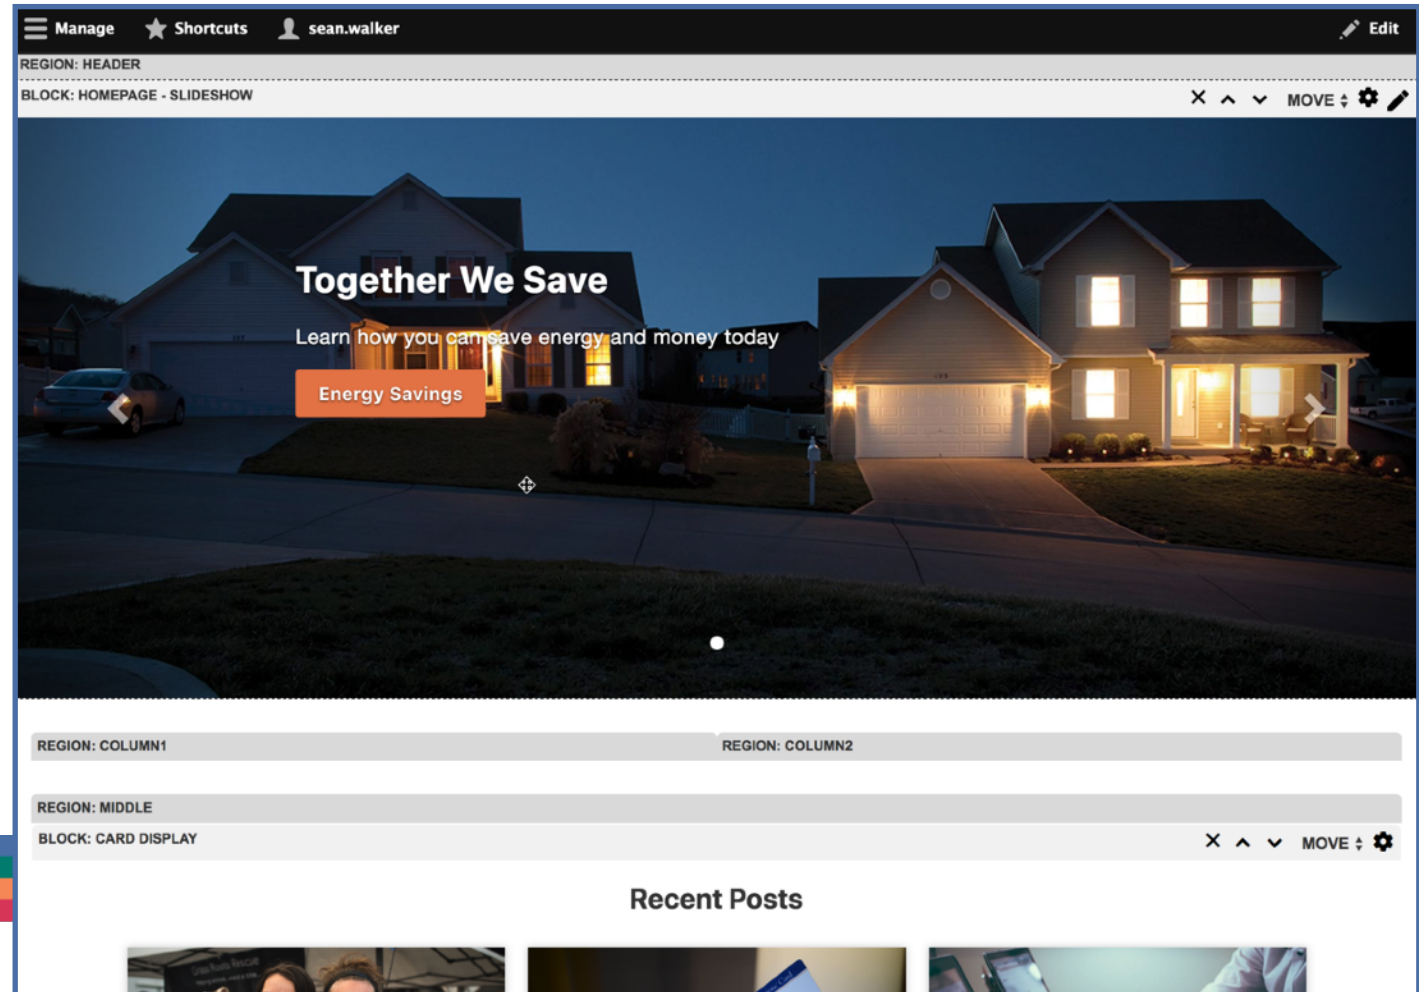 Manage Shortcuts sean.walker Edit
REGION: HEADER
BLOCK: HOMEPAGE - SLIDESHOW MOVE
Together We Save
Learn how you can save energy and money today
Energy Savings
REGION: COLUMN1 REGION: COLUMN2
REGION: MIDDLE
BLOCK: CARD DISPLAY MOVE
Recent Posts